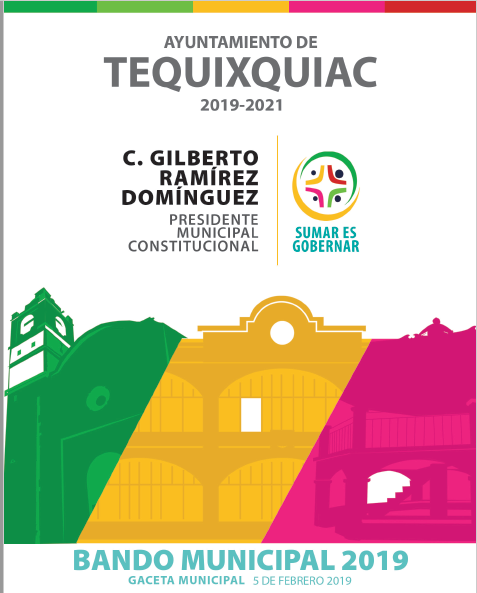 AYUNTAMIENTO DE
TEQUIXQUIAC
2019-2021
C. GILBERTO
RAMÍREZ
DOMÍNGUEZ
PRESIDENTE
MUNICIPAL
CONSTITUCIONAL
SUMAR ES
GOBERNAR
BANDO MUNICIPAL 2019
GACETA MUNICIPAL 5 DE FEBRERO 2019